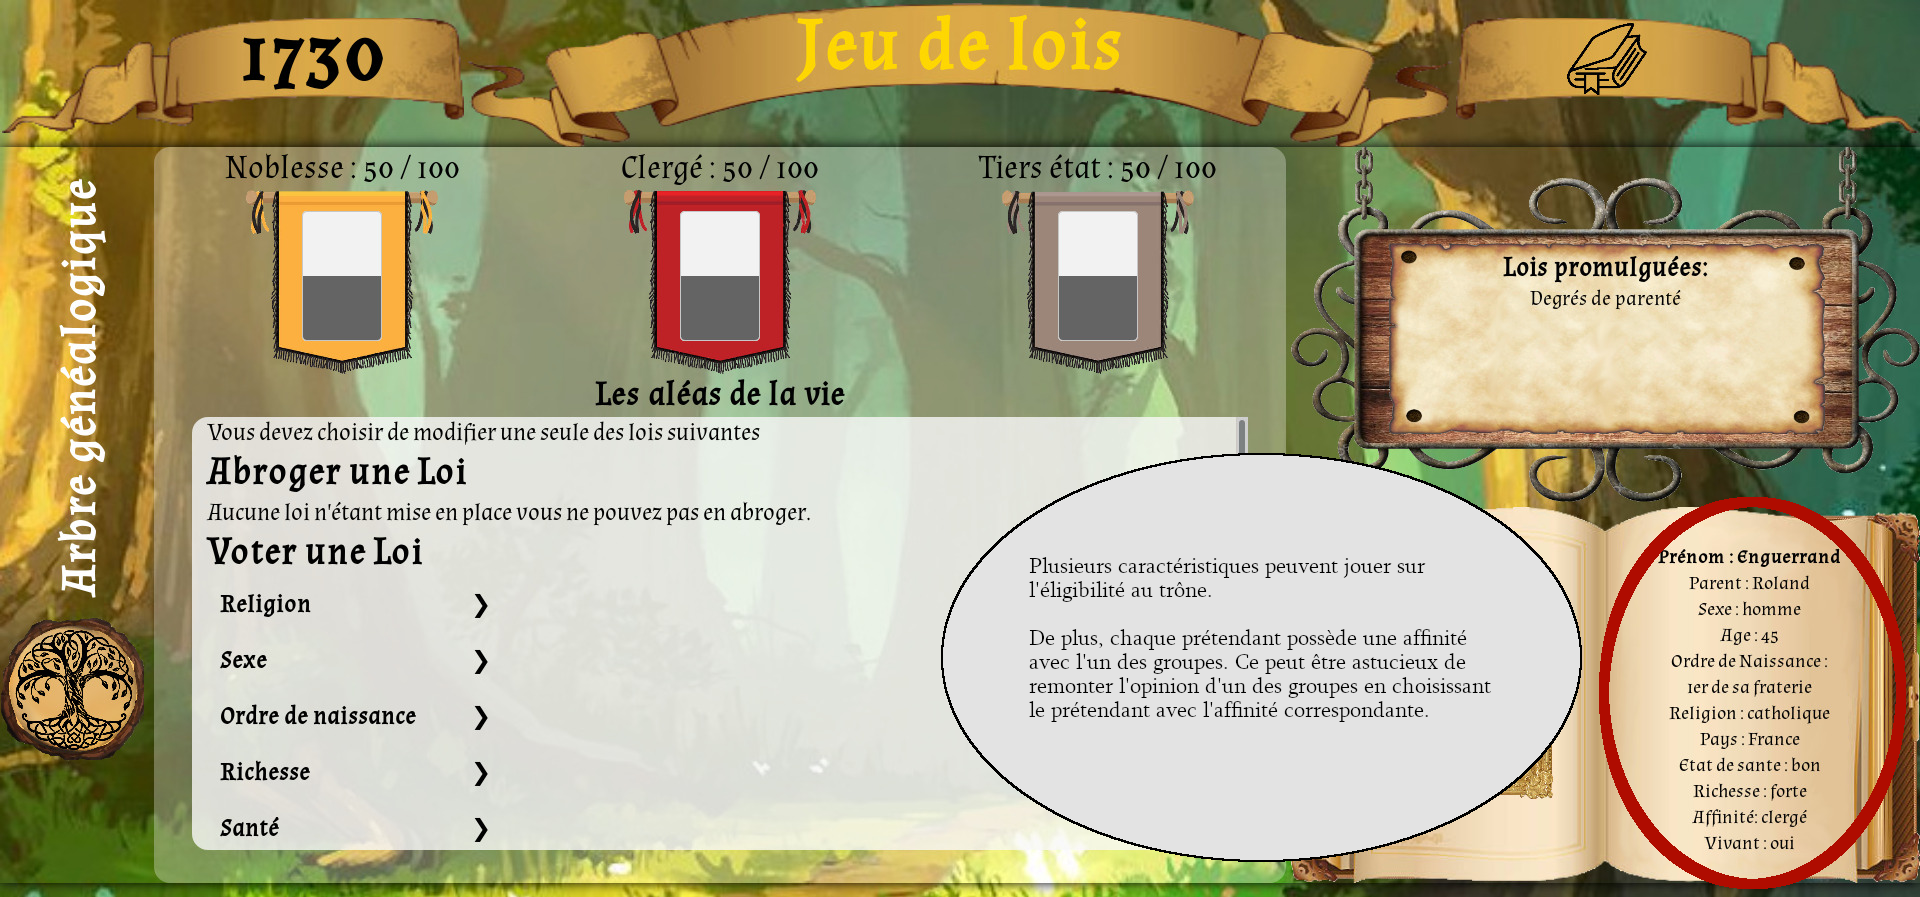 1730
Jeu de lois
Arbre généalogique
Noblesse : 50 / 100
Clergé : 50 / 100
Tiers état : 50 / 100
Les aléas de la vie
Vous devez choisir de modifier une seule des lois suivantes
Abroger une Loi
Aucune loi n'étant mise en place vous ne pouvez pas en abroger.
Voter une Loi
Religion ❯
Sexe ❯
Ordre de naissance ❯
Richesse ❯
Santé ❯
Lois promulguées:
Degrés de parenté
Plusieurs caractéristiques peuvent jouer sur
l'éligibilité au trône.
De plus, chaque prétendant possède une affinité
avec l'un des groupes. Ce peut être astucieux de
remonter l'opinion d'un des groupes en choisissant
le prétendant avec l'affinité correspondante.
Prénom : Enguerrand
Parent : Roland
Sexe : homme
Age : 45
Ordre de Naissance :
1er de sa fraterie
Religion : catholique
Pays : France
Etat de sante : bon
Richesse : forte
Affinité: clergé
Vivant : oui